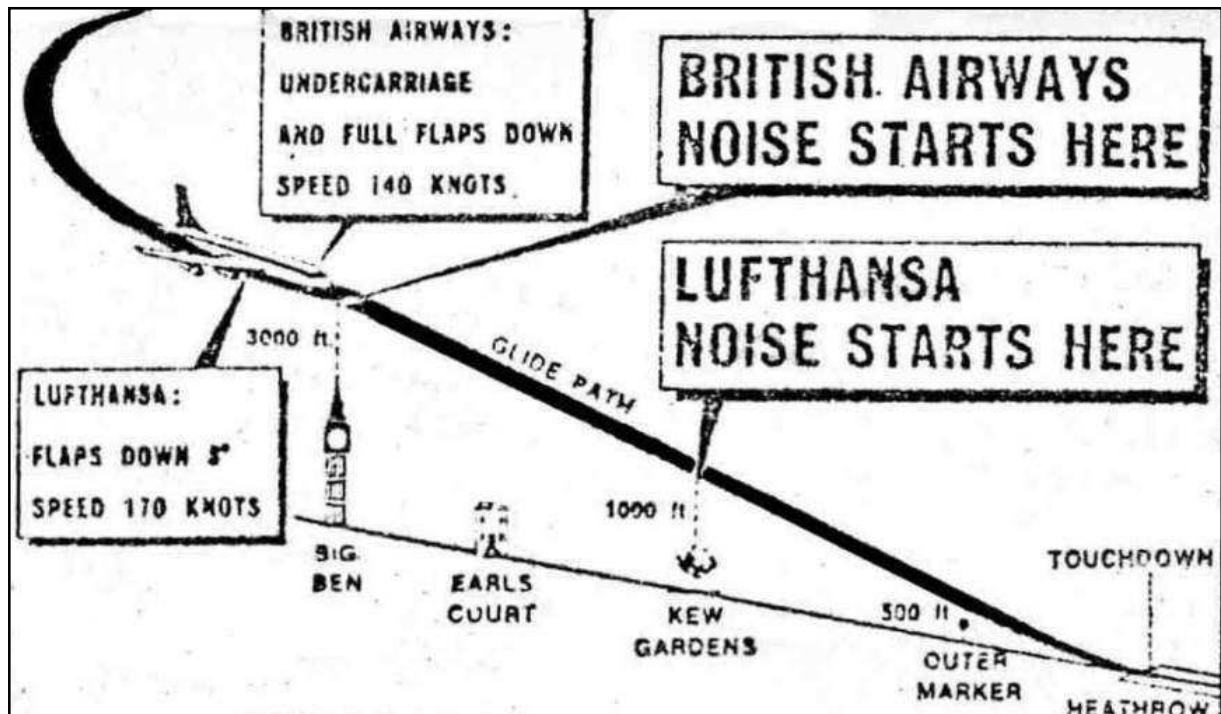 BRITISH AIRWAYS:
UNDERCARRIAGE
AND FULL FLAPS DOWN
SPEED 140 KNOTS
BRITISH AIRWAYS
NOISE STARTS HERE
LUFTHANSA
NOISE STARTS HERE
3000 ft.
GLIDE PATH
LUFTHANSA:
FLAPS DOWN 5°
SPEED 170 KNOTS
1000 ft
BIG
BEN
EARLS
COURT
KEW
GARDENS
500 ft
OUTER
MARKER
TOUCHDOWN
HEATHROW